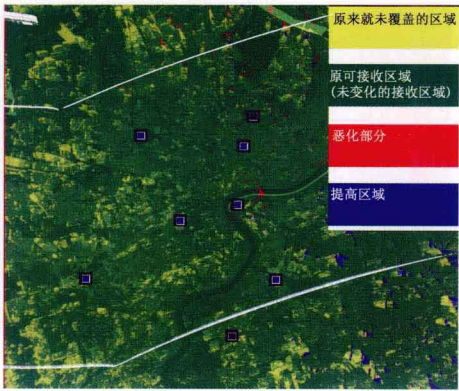 原来就未覆盖的区域
原可接收区域
(未变化的接收区域)
恶化部分
提高区域